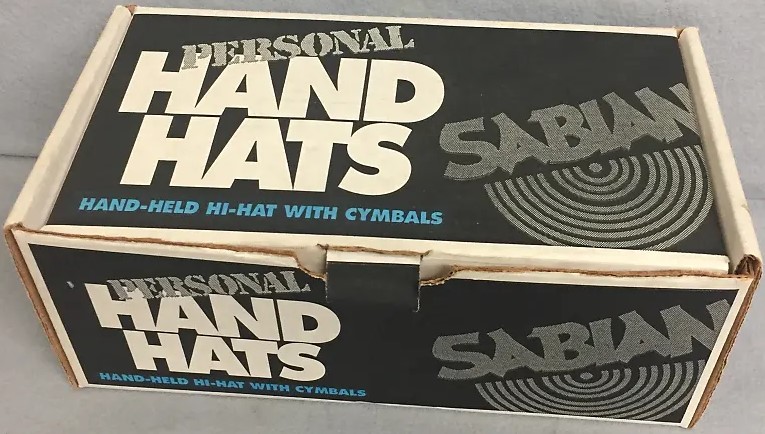 PERSONAL
HAND
HATS
HAND-HELD HI-HAT WITH CYMBALS
SABIAN
PERSONAL
HAND
HATS
HAND-HELD HI-HAT WITH CYMBALS
SABIAN